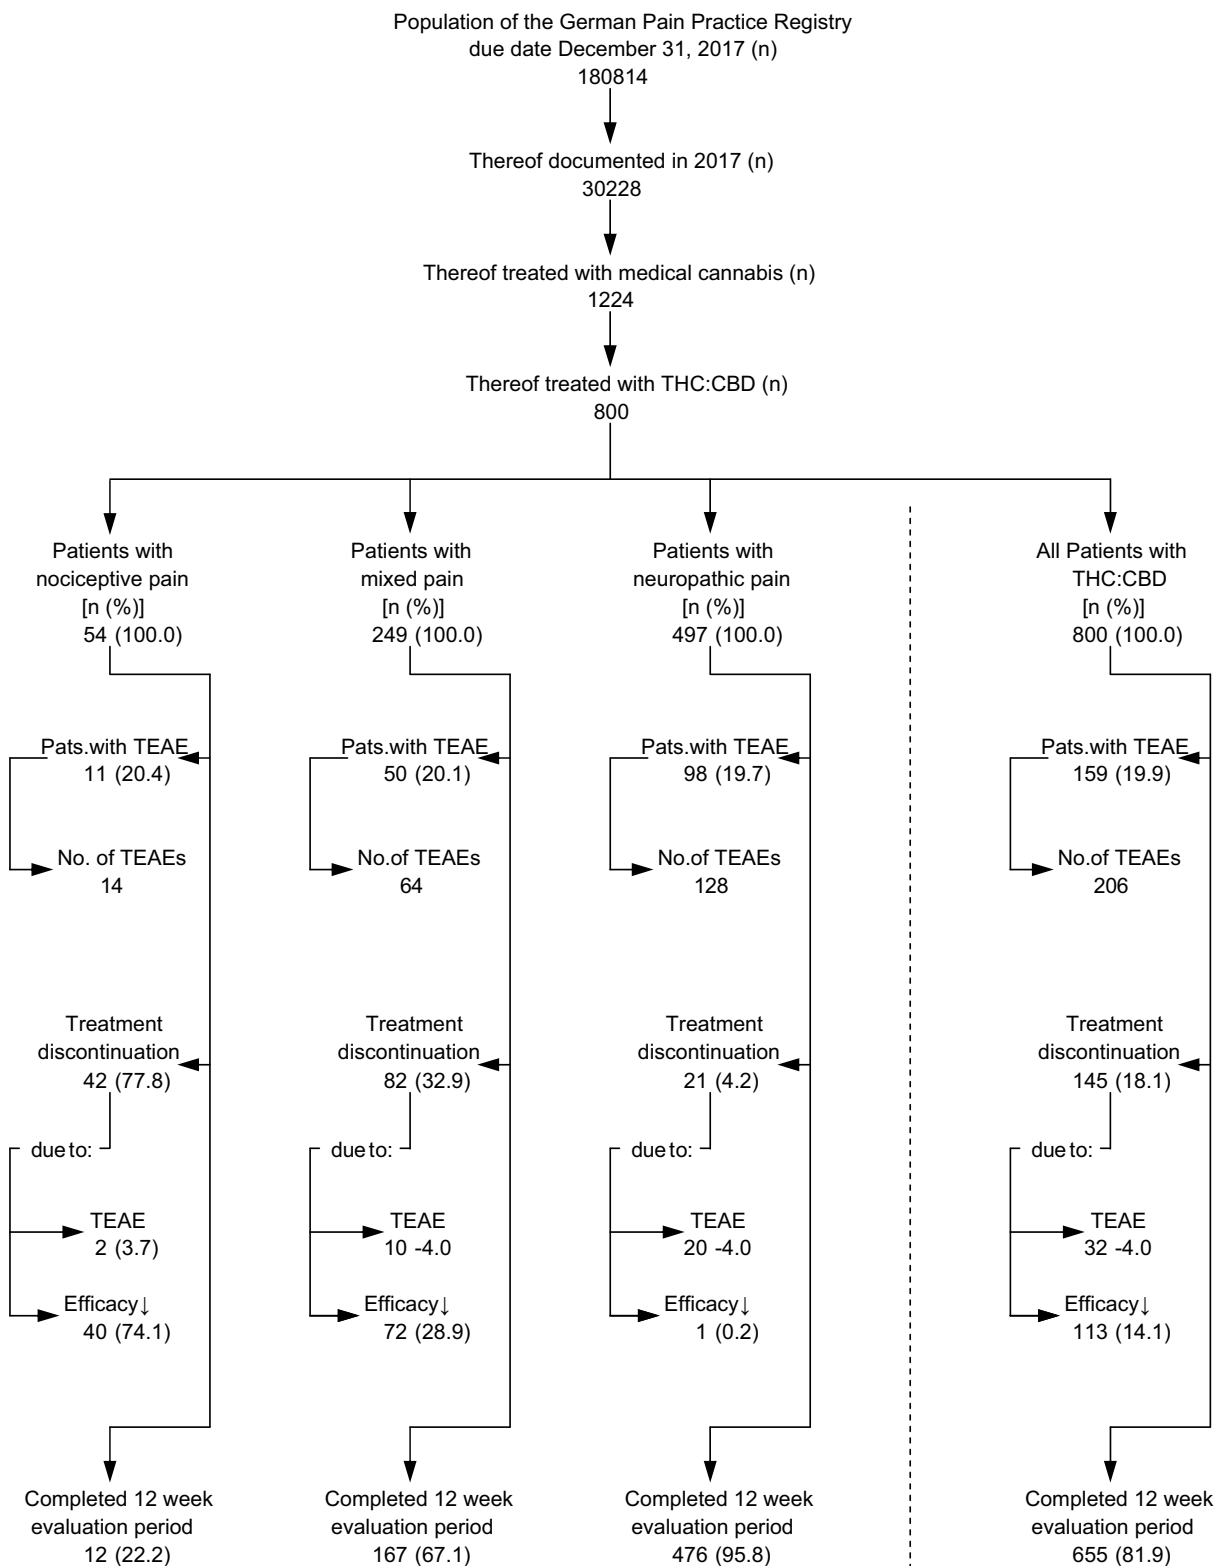 Population of the German Pain Practice Registry
due date December 31, 2017 (n)
180814
Thereof documented in 2017 (n)
30228
Thereof treated with medical cannabis (n)
1224
Thereof treated with THC:CBD (n)
800
Patients with
nociceptive pain
[n (%)]
54 (100.0)
Pats.with TEAE
11 (20.4)
No. of TEAEs
14
Treatment
discontinuation
42 (77.8)
due to:
TEAE
2 (3.7)
Efficacy↓
40 (74.1)
Completed 12 week
evaluation period
12 (22.2)
Patients with
mixed pain
[n (%)]
249 (100.0)
Pats.with TEAE
50 (20.1)
No.of TEAEs
64
Treatment
discontinuation
82 (32.9)
due to:
TEAE
10 -4.0
Efficacy↓
72 (28.9)
Completed 12 week
evaluation period
167 (67.1)
Patients with
neuropathic pain
[n (%)]
497 (100.0)
Pats.with TEAE
98 (19.7)
No.of TEAEs
128
Treatment
discontinuation
21 (4.2)
due to:
TEAE
20 -4.0
Efficacy↓
1 (0.2)
Completed 12 week
evaluation period
476 (95.8)
All Patients with
THC:CBD
[n (%)]
800 (100.0)
Pats.with TEAE
159 (19.9)
No.of TEAEs
206
Treatment
discontinuation
145 (18.1)
due to:
TEAE
32 -4.0
Efficacy↓
113 (14.1)
Completed 12 week
evaluation period
655 (81.9)